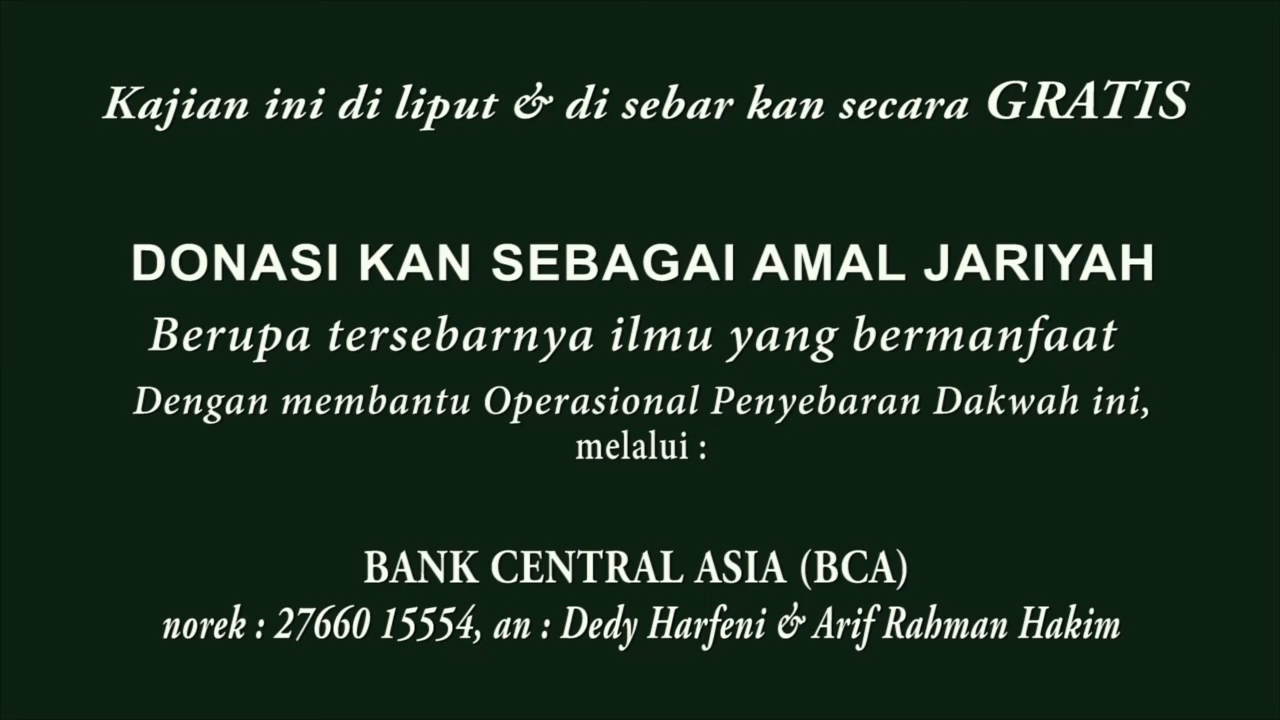 Kajian ini di liput & di sebar kan secara GRATIS
DONASI KAN SEBAGAI AMAL JARIYAH
Berupa tersebarnya ilmu yang bermanfaat
Dengan membantu Operasional Penyebaran Dakwah ini,
melalui :
BANK CENTRAL ASIA (BCA)
norek : 27660 15554, an : Dedy Harfeni & Arif Rahman Hakim